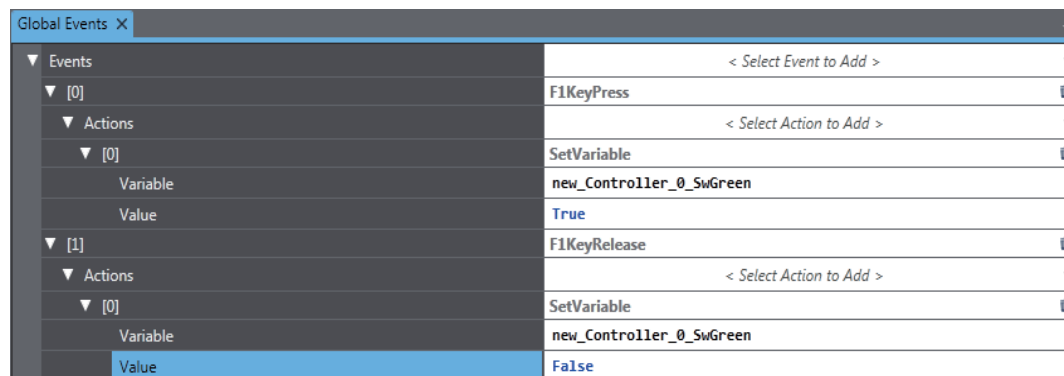 Global Events
Events < Select Event to Add >
[0] F1KeyPress
Actions < Select Action to Add >
[0] SetVariable
Variable new_Controller_0_SwGreen
Value True
[1] F1KeyRelease
Actions < Select Action to Add >
[0] SetVariable
Variable new_Controller_0_SwGreen
Value False